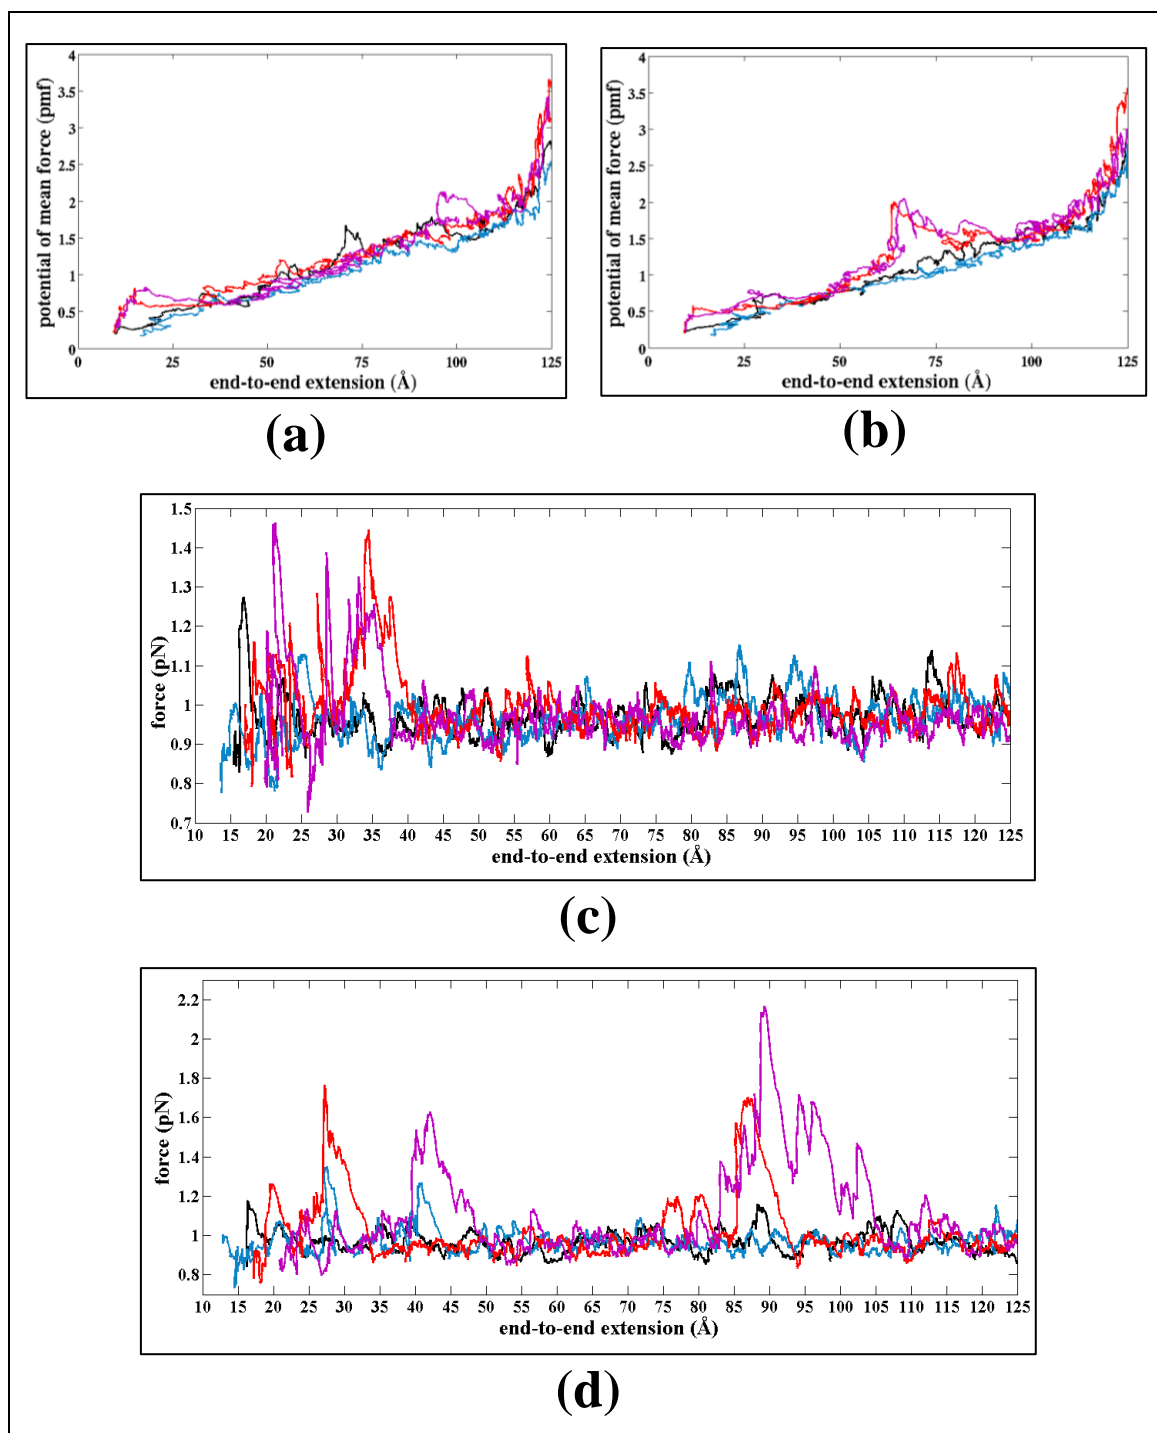 4
3.5
3
2.5
2
1.5
1
0.5
0
potential of mean force (pmf)
0 25 50 75 100 125
end-to-end extension (Å)
(a)
4
3.5
3
2.5
2
1.5
1
0.5
0
potential of mean force (pmf)
0 25 50 75 100 125
end-to-end extension (Å)
(b)
1.5
1.4
1.3
1.2
1.1
1
0.9
0.8
0.7
force (pN)
10 15 20 25 30 35 40 45 50 55 60 65 70 75 80 85 90 95 100 105 110 115 120 125
end-to-end extension (Å)
(c)
2.2
2
1.8
1.6
1.4
1.2
1
0.8
force (pN)
10 15 20 25 30 35 40 45 50 55 60 65 70 75 80 85 90 95 100 105 110 115 120 125
end-to-end extension (Å)
(d)